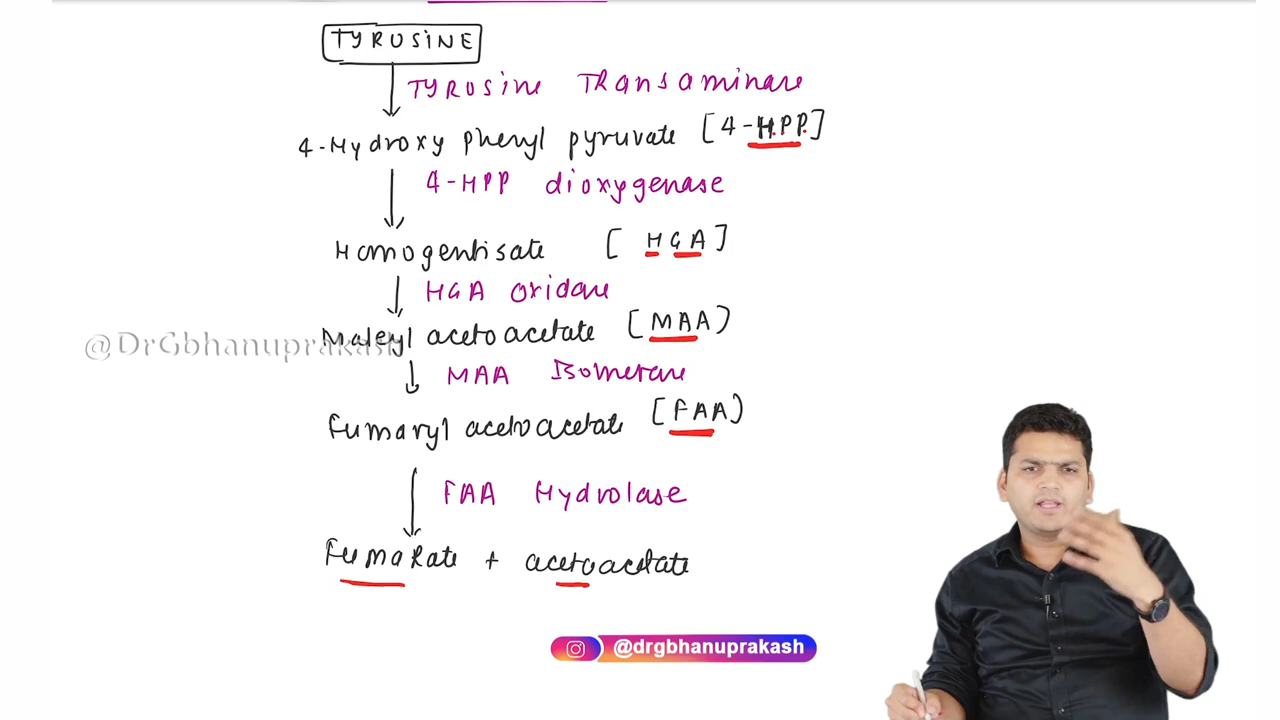 TYROSINE
Tyrosine Transaminase
4-Hydroxy phenyl pyruvate [4-HPP]
4-HPP dioxygenase
Homogentisate [HGA]
HGA oxidase
Maleyl acetoacetate [MAA)
@DrGbhanuprakash
MAA Isomerase
Fumaryl acetoacetate [FAA)
FAA Hydrolase
Fumarate + acetoacetate
@drgbhanuprakash